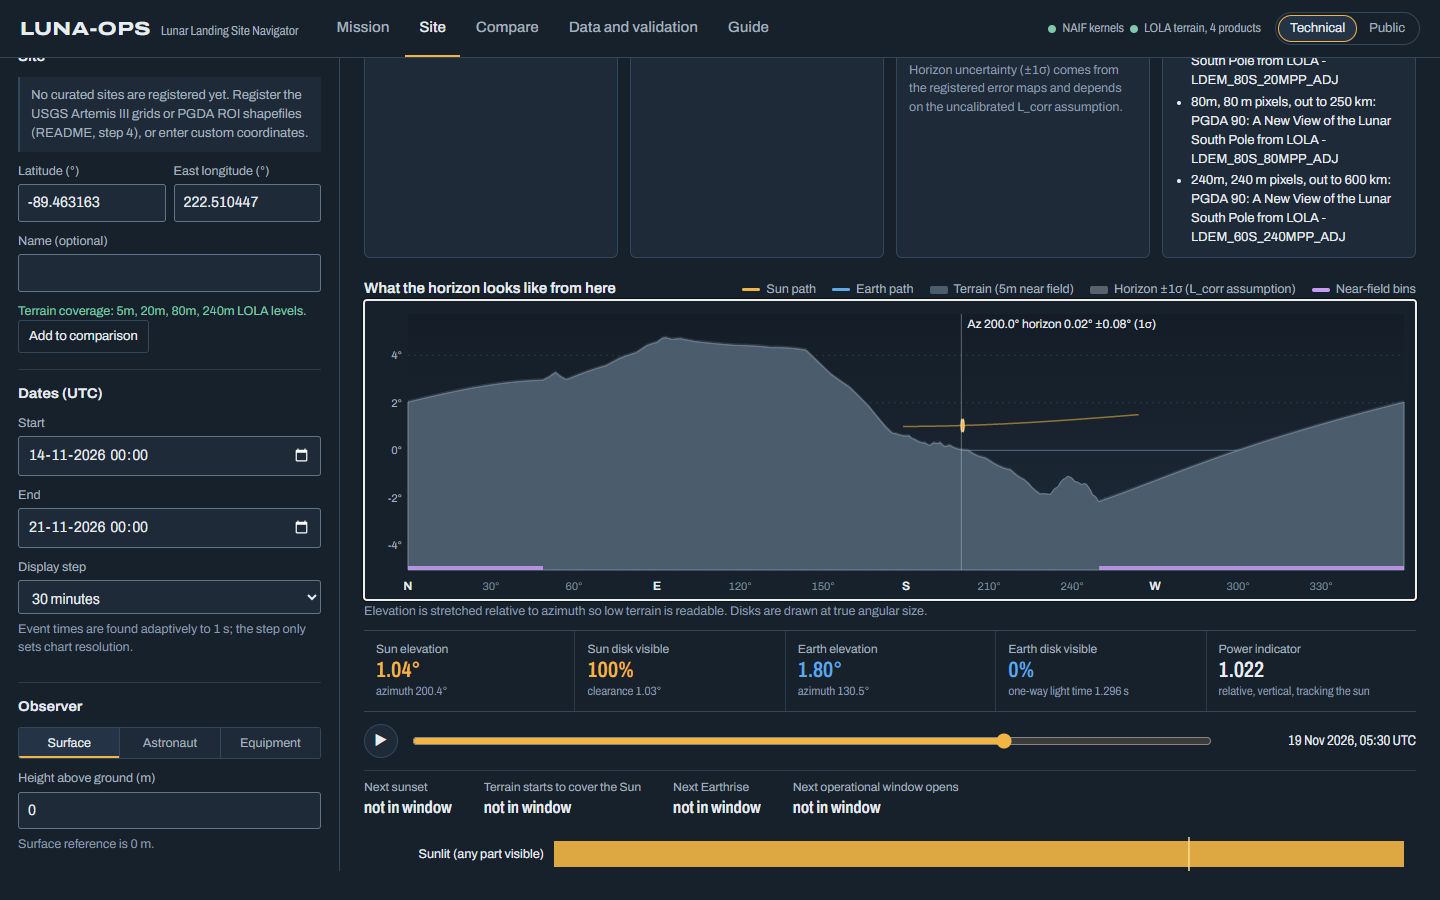 LUNA-OPS Lunar Landing Site Navigator
Mission
Site
Compare
Data and validation
Guide
NAIF kernels
LOLA terrain, 4 products
Technical
Public
Site
No curated sites are registered yet. Register the
USGS Artemis III grids or PGDA ROI shapefiles
(README, step 4), or enter custom coordinates.
Latitude (°)
East longitude (°)
-89.463163
222.510447
Name (optional)
Terrain coverage: 5m, 20m, 80m, 240m LOLA levels.
Add to comparison
Dates (UTC)
Start
14-11-2026 00:00
End
21-11-2026 00:00
Display step
30 minutes
Event times are found adaptively to 1 s; the step only
sets chart resolution.
Observer
Surface
Astronaut
Equipment
Height above ground (m)
0
Surface reference is 0 m.
Horizon uncertainty (±1σ) comes from
the registered error maps and depends
on the uncalibrated L_corr assumption.
South Pole from LOLA -
LDEM_80S_20MPP_ADJ
• 80m, 80 m pixels, out to 250 km:
PGDA 90: A New View of the Lunar
South Pole from LOLA -
LDEM_80S_80MPP_ADJ
• 240m, 240 m pixels, out to 600 km:
PGDA 90: A New View of the Lunar
South Pole from LOLA -
LDEM_60S_240MPP_ADJ
What the horizon looks like from here
Sun path
Earth path
Terrain (5m near field)
Horizon ±1σ (L_corr assumption)
Near-field bins
Az 200.0° horizon 0.02° ±0.08° (1σ)
4°
2°
0°
-2°
-4°
N 30° 60° E 120° 150° S 210° 240° W 300° 330°
Elevation is stretched relative to azimuth so low terrain is readable. Disks are drawn at true angular size.
Sun elevation
1.04°
azimuth 200.4°
Sun disk visible
100%
clearance 1.03°
Earth elevation
1.80°
azimuth 130.5°
Earth disk visible
0%
one-way light time 1.296 s
Power indicator
1.022
relative, vertical, tracking the sun
19 Nov 2026, 05:30 UTC
Next sunset
not in window
Terrain starts to cover the Sun
not in window
Next Earthrise
not in window
Next operational window opens
not in window
Sunlit (any part visible)